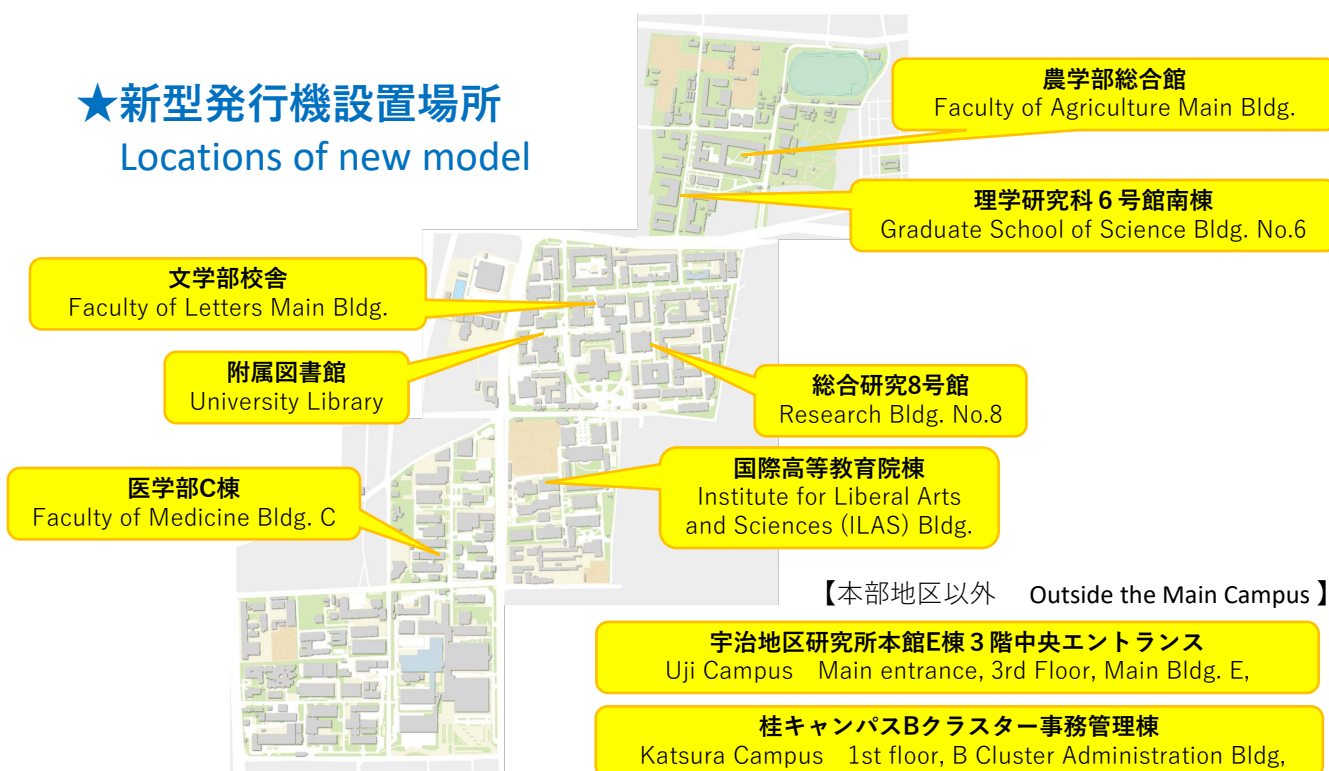 ★新型発行機設置場所
Locations of new model
農学部総合館
Faculty of Agriculture Main Bldg.
理学研究科６号館南棟
Graduate School of Science Bldg. No.6
文学部校舎
Faculty of Letters Main Bldg.
附属図書館
University Library
総合研究8号館
Research Bldg. No.8
国際高等教育院棟
Institute for Liberal Arts
and Sciences (ILAS) Bldg.
医学部C棟
Faculty of Medicine Bldg. C
【本部地区以外 Outside the Main Campus 】
宇治地区研究所本館E棟３階中央エントランス
Uji Campus Main entrance, 3rd Floor, Main Bldg. E,
桂キャンパスBクラスター事務管理棟
Katsura Campus 1st floor, B Cluster Administration Bldg,